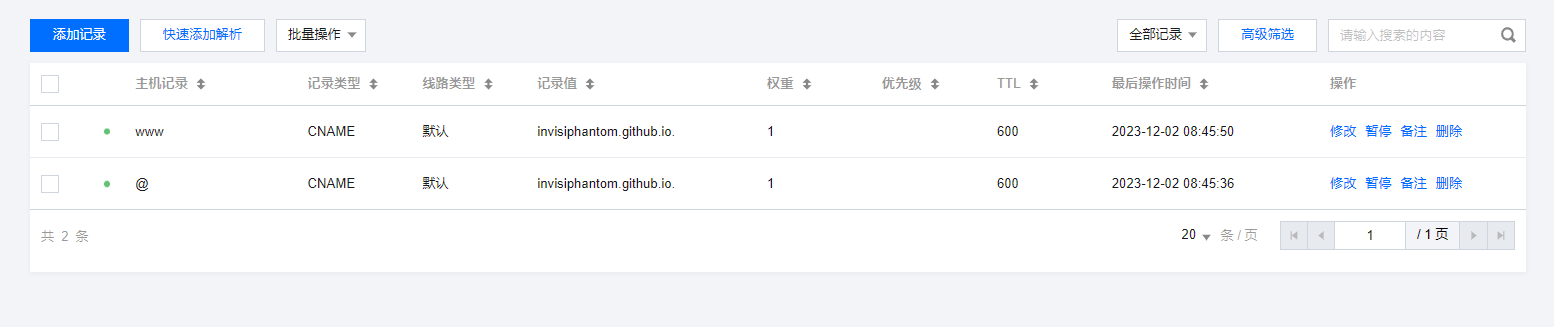 添加记录 快速添加解析 批量操作 全部记录 高级筛选 请输入搜索的内容
主机记录 记录类型 线路类型 记录值 权重 优先级 TTL 最后操作时间 操作
www CNAME 默认 invisiphantom.github.io. 1 600 2023-12-02 08:45:50 修改 暂停 备注 删除
@ CNAME 默认 invisiphantom.github.io. 1 600 2023-12-02 08:45:36 修改 暂停 备注 删除
共 2 条 20 条 / 页 1 / 1 页